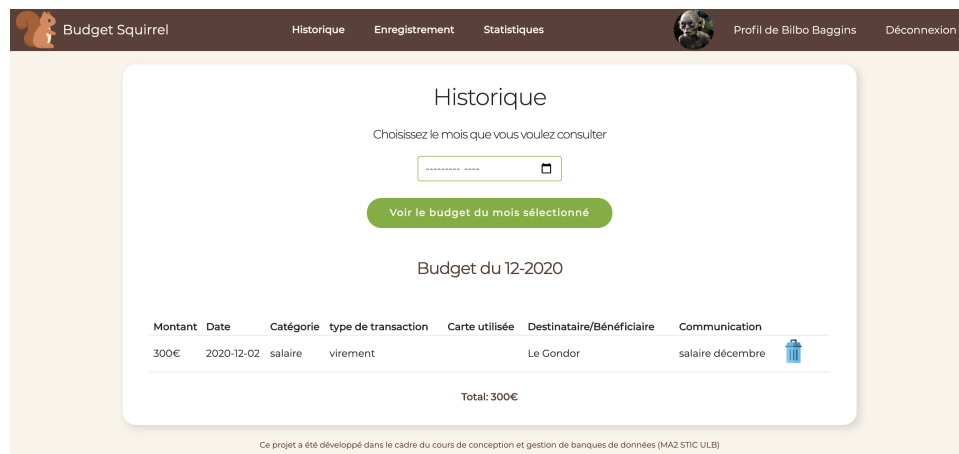 Budget Squirrel Historique Enregistrement Statistiques Profil de Bilbo Baggins Déconnexion
Historique
Choisissez le mois que vous voulez consulter
--------- ----
Voir le budget du mois sélectionné
Budget du 12-2020
Montant Date Catégorie type de transaction Carte utilisée Destinataire/Bénéficiaire Communication
300€ 2020-12-02 salaire virement Le Gondor salaire décembre
Total: 300€
Ce projet a été développé dans le cadre du cours de conception et gestion de banques de données (MA2 STIC ULB)